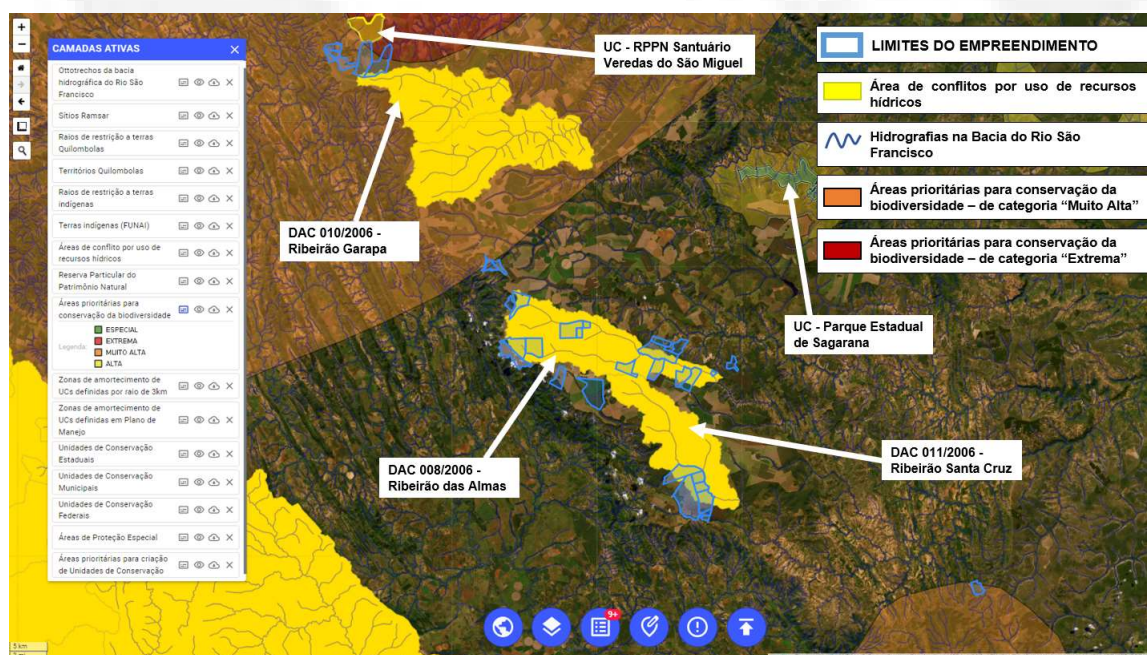 +
−
CAMADAS ATIVAS
Ottotrechos da bacia
hidrográfica do Rio São
Francisco
Sítios Ramsar
Raios de restrição a terras
Quilombolas
Territórios Quilombolas
Raios de restrição a terras
indígenas
Terras indígenas (FUNAI)
Áreas de conflito por uso de
recursos hídricos
Reserva Particular do
Patrimônio Natural
Áreas prioritárias para
conservação da biodiversidade
Legenda:
ESPECIAL
EXTREMA
MUITO ALTA
ALTA
Zonas de amortecimento de
UCs definidas por raio de 3km
Zonas de amortecimento de
UCs definidas em Plano de
Manejo
Unidades de Conservação
Estaduais
Unidades de Conservação
Municipais
Unidades de Conservação
Federais
Áreas de Proteção Especial
Áreas prioritárias para criação
de Unidades de Conservação
UC - RPPN Santuário
Veredas do São Miguel
DAC 010/2006 -
Ribeirão Garapa
UC - Parque Estadual
de Sagarana
DAC 008/2006 -
Ribeirão das Almas
DAC 011/2006 -
Ribeirão Santa Cruz
LIMITES DO EMPREENDIMENTO
Área de conflitos por uso de recursos
hídricos
Hidrografias na Bacia do Rio São
Francisco
Áreas prioritárias para conservação da
biodiversidade – de categoria “Muito Alta”
Áreas prioritárias para conservação da
biodiversidade – de categoria “Extrema”
9+
5 km